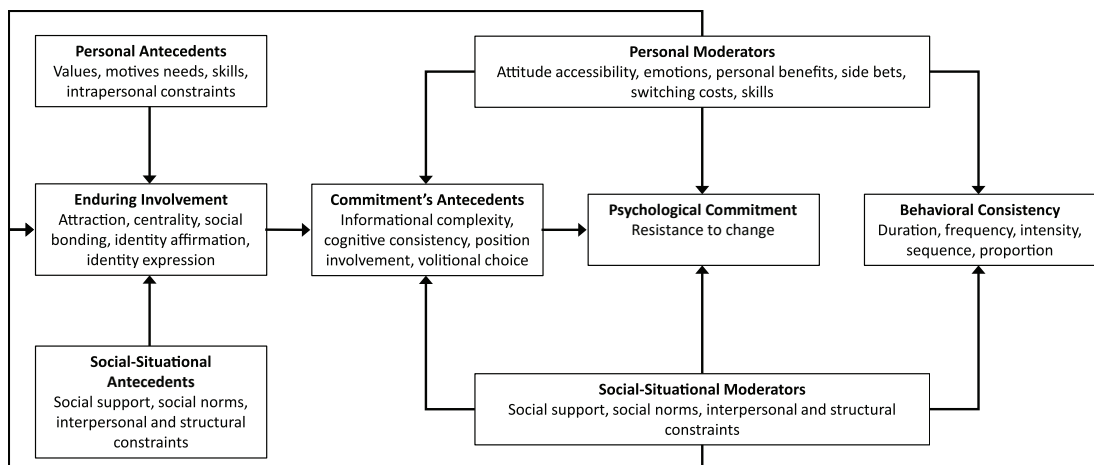 Personal Antecedents
Values, motives needs, skills,
intrapersonal constraints
Personal Moderators
Attitude accessibility, emotions, personal benefits, side bets,
switching costs, skills
Enduring Involvement
Attraction, centrality, social
bonding, identity affirmation,
identity expression
Commitment's Antecedents
Informational complexity,
cognitive consistency, position
involvement, volitional choice
Psychological Commitment
Resistance to change
Behavioral Consistency
Duration, frequency, intensity,
sequence, proportion
Social-Situational
Antecedents
Social support, social norms,
interpersonal and structural
constraints
Social-Situational Moderators
Social support, social norms, interpersonal and structural
constraints